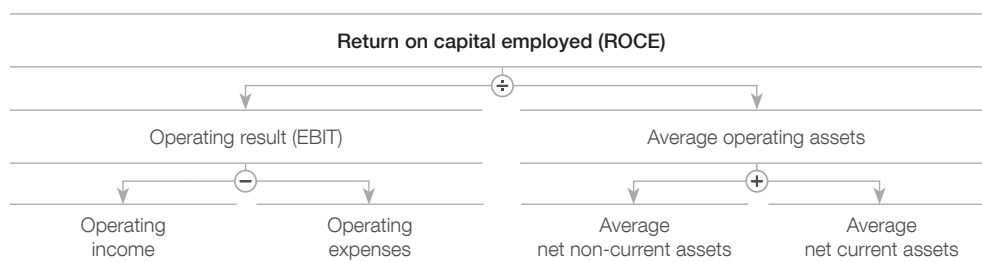 Return on capital employed (ROCE)
÷
Operating result (EBIT)
Average operating assets
−
+
Operating
income
Operating
expenses
Average
net non-current assets
Average
net current assets